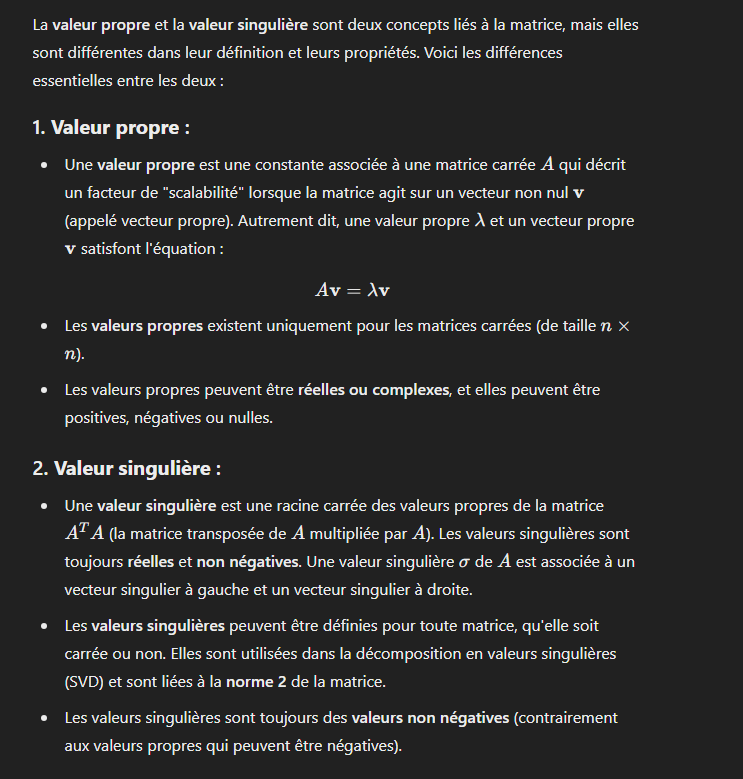 La valeur propre et la valeur singulière sont deux concepts liés à la matrice, mais elles
sont différentes dans leur définition et leurs propriétés. Voici les différences
essentielles entre les deux :
1. Valeur propre :
• Une valeur propre est une constante associée à une matrice carrée A qui décrit
un facteur de "scalabilité" lorsque la matrice agit sur un vecteur non nul v
(appelé vecteur propre). Autrement dit, une valeur propre λ et un vecteur propre
v satisfont l'équation :
Av = λv
• Les valeurs propres existent uniquement pour les matrices carrées (de taille n ×
n).
• Les valeurs propres peuvent être réelles ou complexes, et elles peuvent être
positives, négatives ou nulles.
2. Valeur singulière :
• Une valeur singulière est une racine carrée des valeurs propres de la matrice
AᵀA (la matrice transposée de A multipliée par A). Les valeurs singulières sont
toujours réelles et non négatives. Une valeur singulière σ de A est associée à un
vecteur singulier à gauche et un vecteur singulier à droite.
• Les valeurs singulières peuvent être définies pour toute matrice, qu'elle soit
carrée ou non. Elles sont utilisées dans la décomposition en valeurs singulières
(SVD) et sont liées à la norme 2 de la matrice.
• Les valeurs singulières sont toujours des valeurs non négatives (contrairement
aux valeurs propres qui peuvent être négatives).